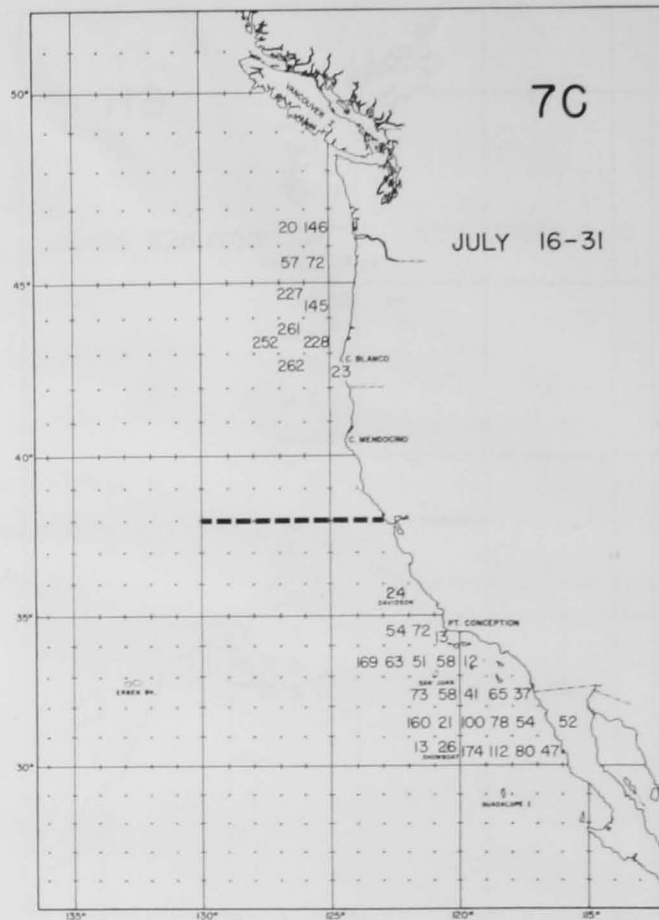 7C
50°
VANCOUVER I.
20 146
JULY 16-31
57 72
45°
227
145
261
252 228
C. BLANCO
262
23
C. MENDOCINO
40°
24
DAVIDSON
35°
PT. CONCEPTION
54 72
13
169 63 51 58 12
SAN JUAN
ERBEN BK.
73 58 41 65 37
160 21 100 78 54 52
13 26 174 112 80 47
SHOWBOAT
30°
GUADALUPE I
135° 130° 125° 120° 115°